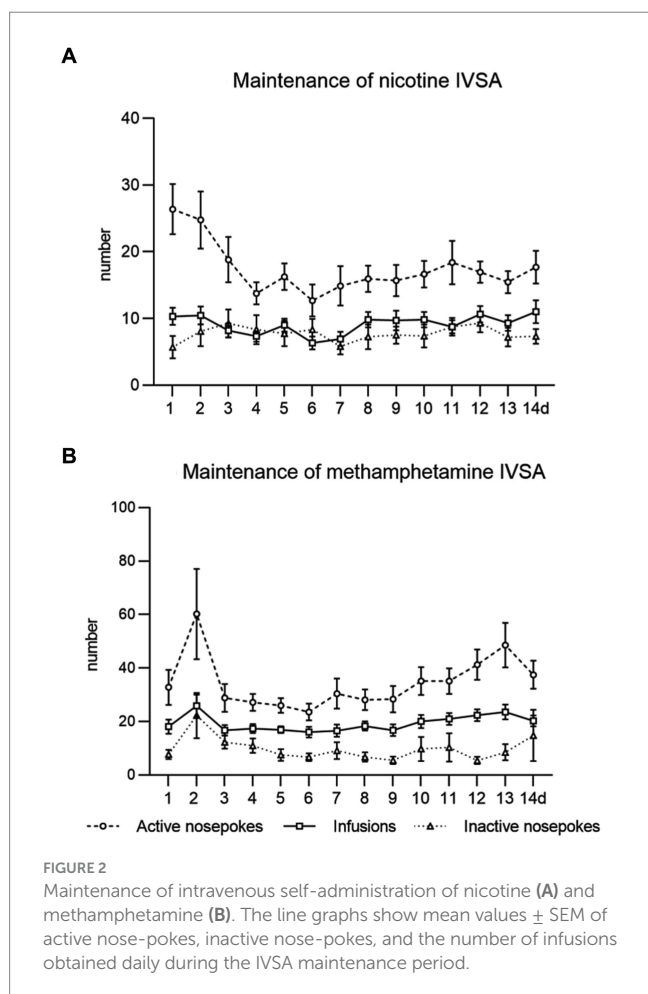 A
Maintenance of nicotine IVSA
40
30
20
10
0
number
1 2 3 4 5 6 7 8 9 10 11 12 13 14d
B
Maintenance of methamphetamine IVSA
100
80
60
40
20
0
number
1 2 3 4 5 6 7 8 9 10 11 12 13 14d
Active nosepokes Infusions Inactive nosepokes
FIGURE 2
Maintenance of intravenous self-administration of nicotine (A) and
methamphetamine (B). The line graphs show mean values ± SEM of
active nose-pokes, inactive nose-pokes, and the number of infusions
obtained daily during the IVSA maintenance period.